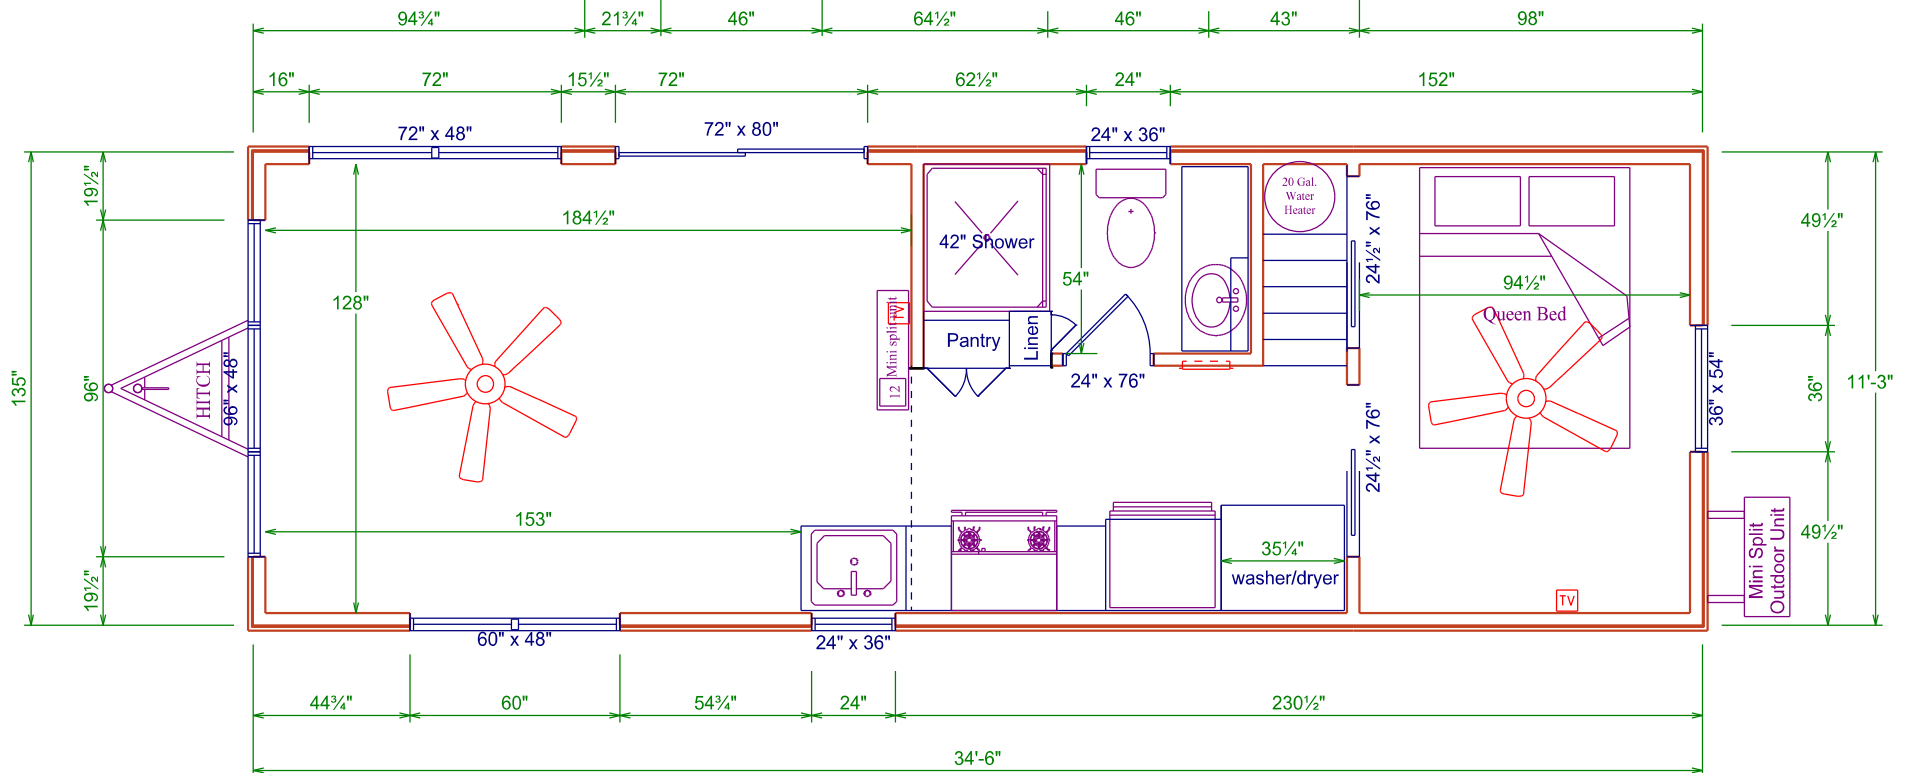 94¾"
21¾"
46"
64½"
46"
43"
98"
16"
72"
15½"
72"
62½"
24"
152"
72" x 48"
72" x 80"
24" x 36"
19½"
96"
19½"
135"
HITCH
96" x 48"
128"
184½"
153"
42" Shower
54"
Mini split unit
TV
12
Pantry
Linen
24" x 76"
20 Gal.
Water
Heater
24½" x 76"
24½" x 76"
94½"
Queen Bed
36" x 54"
49½"
36"
49½"
11'-3"
35¼"
washer/dryer
TV
Mini Split
Outdoor Unit
60" x 48"
24" x 36"
44¾"
60"
54¾"
24"
230½"
34'-6"